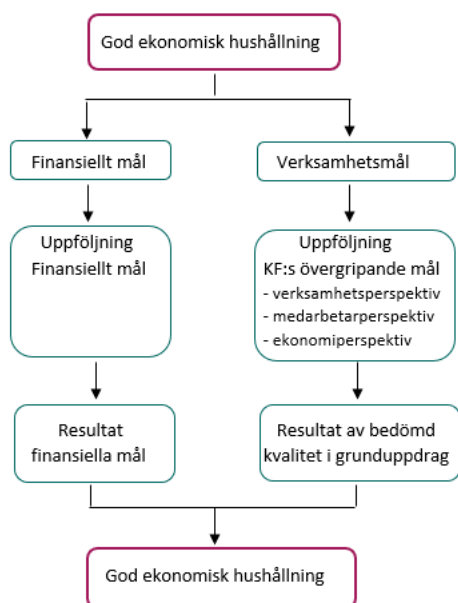 God ekonomisk hushållning
Finansiellt mål
Verksamhetsmål
Uppföljning
Finansiellt mål
Uppföljning
KF:s övergripande mål
- verksamhetsperspektiv
- medarbetarperspektiv
- ekonomiperspektiv
Resultat
finansiella mål
Resultat av bedömd
kvalitet i grunduppdrag
God ekonomisk hushållning